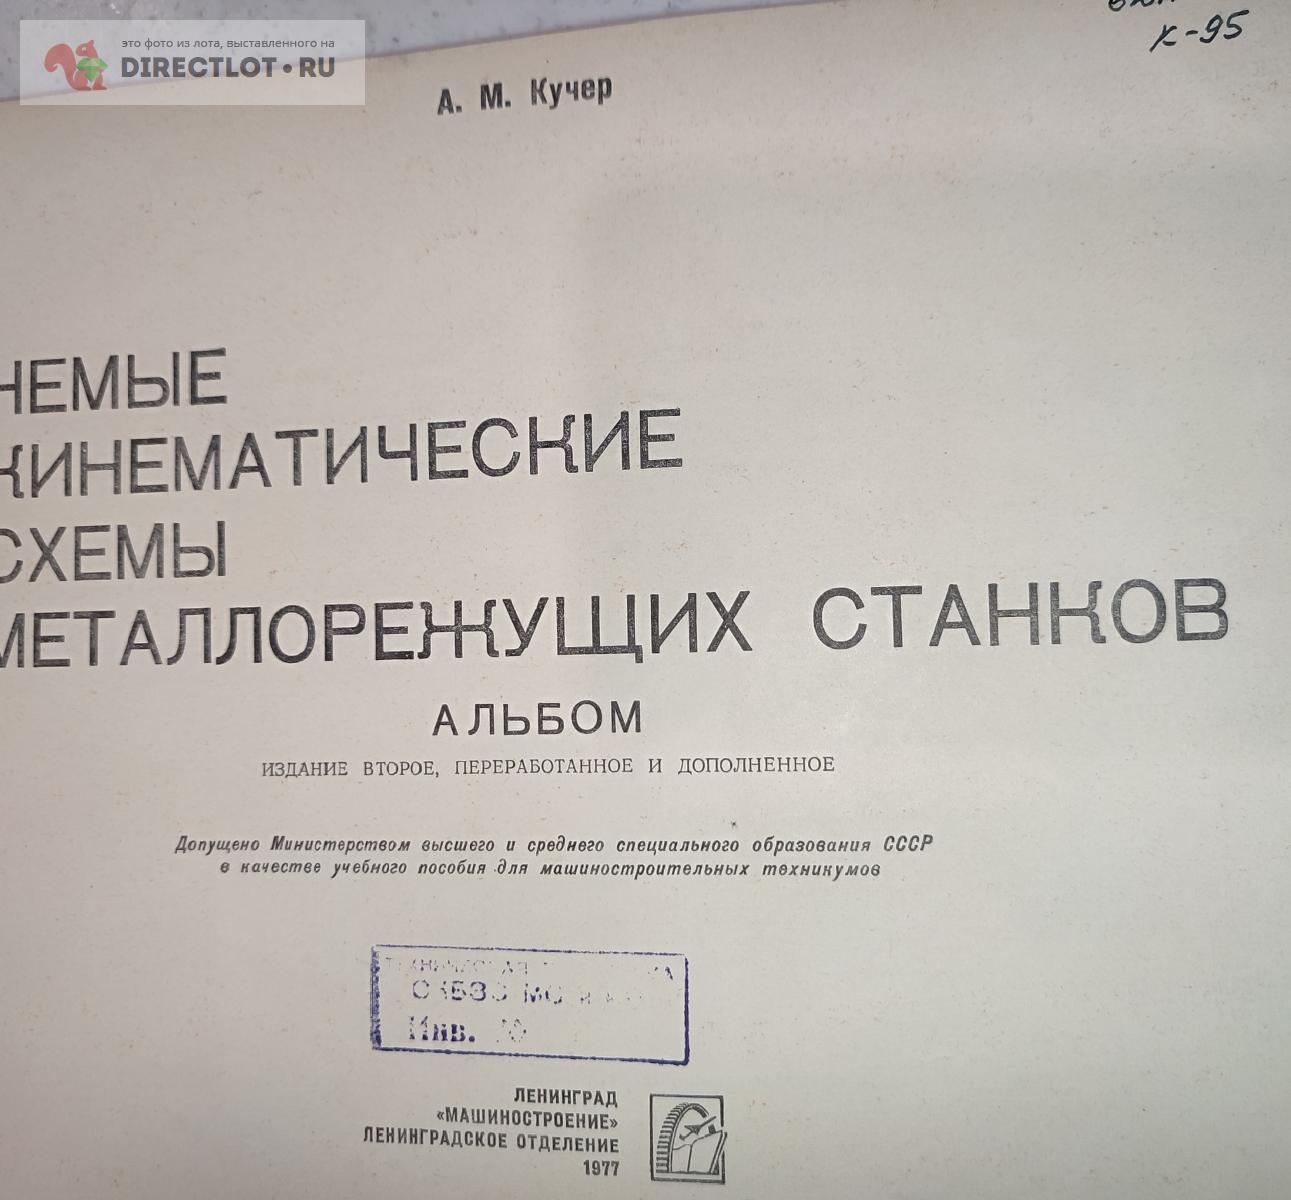 это фото из лота, выставленного на
DIRECTLOT.RU
К-95
А. М. Кучер
НЕМЫЕ
КИНЕМАТИЧЕСКИЕ
СХЕМЫ
МЕТАЛЛОРЕЖУЩИХ СТАНКОВ
АЛЬБОМ
ИЗДАНИЕ ВТОРОЕ, ПЕРЕРАБОТАННОЕ И ДОПОЛНЕННОЕ
Допущено Министерством высшего и среднего специального образования СССР
в качестве учебного пособия для машиностроительных техникумов
Инв.
ЛЕНИНГРАД
«МАШИНОСТРОЕНИЕ»
ЛЕНИНГРАДСКОЕ ОТДЕЛЕНИЕ
1977